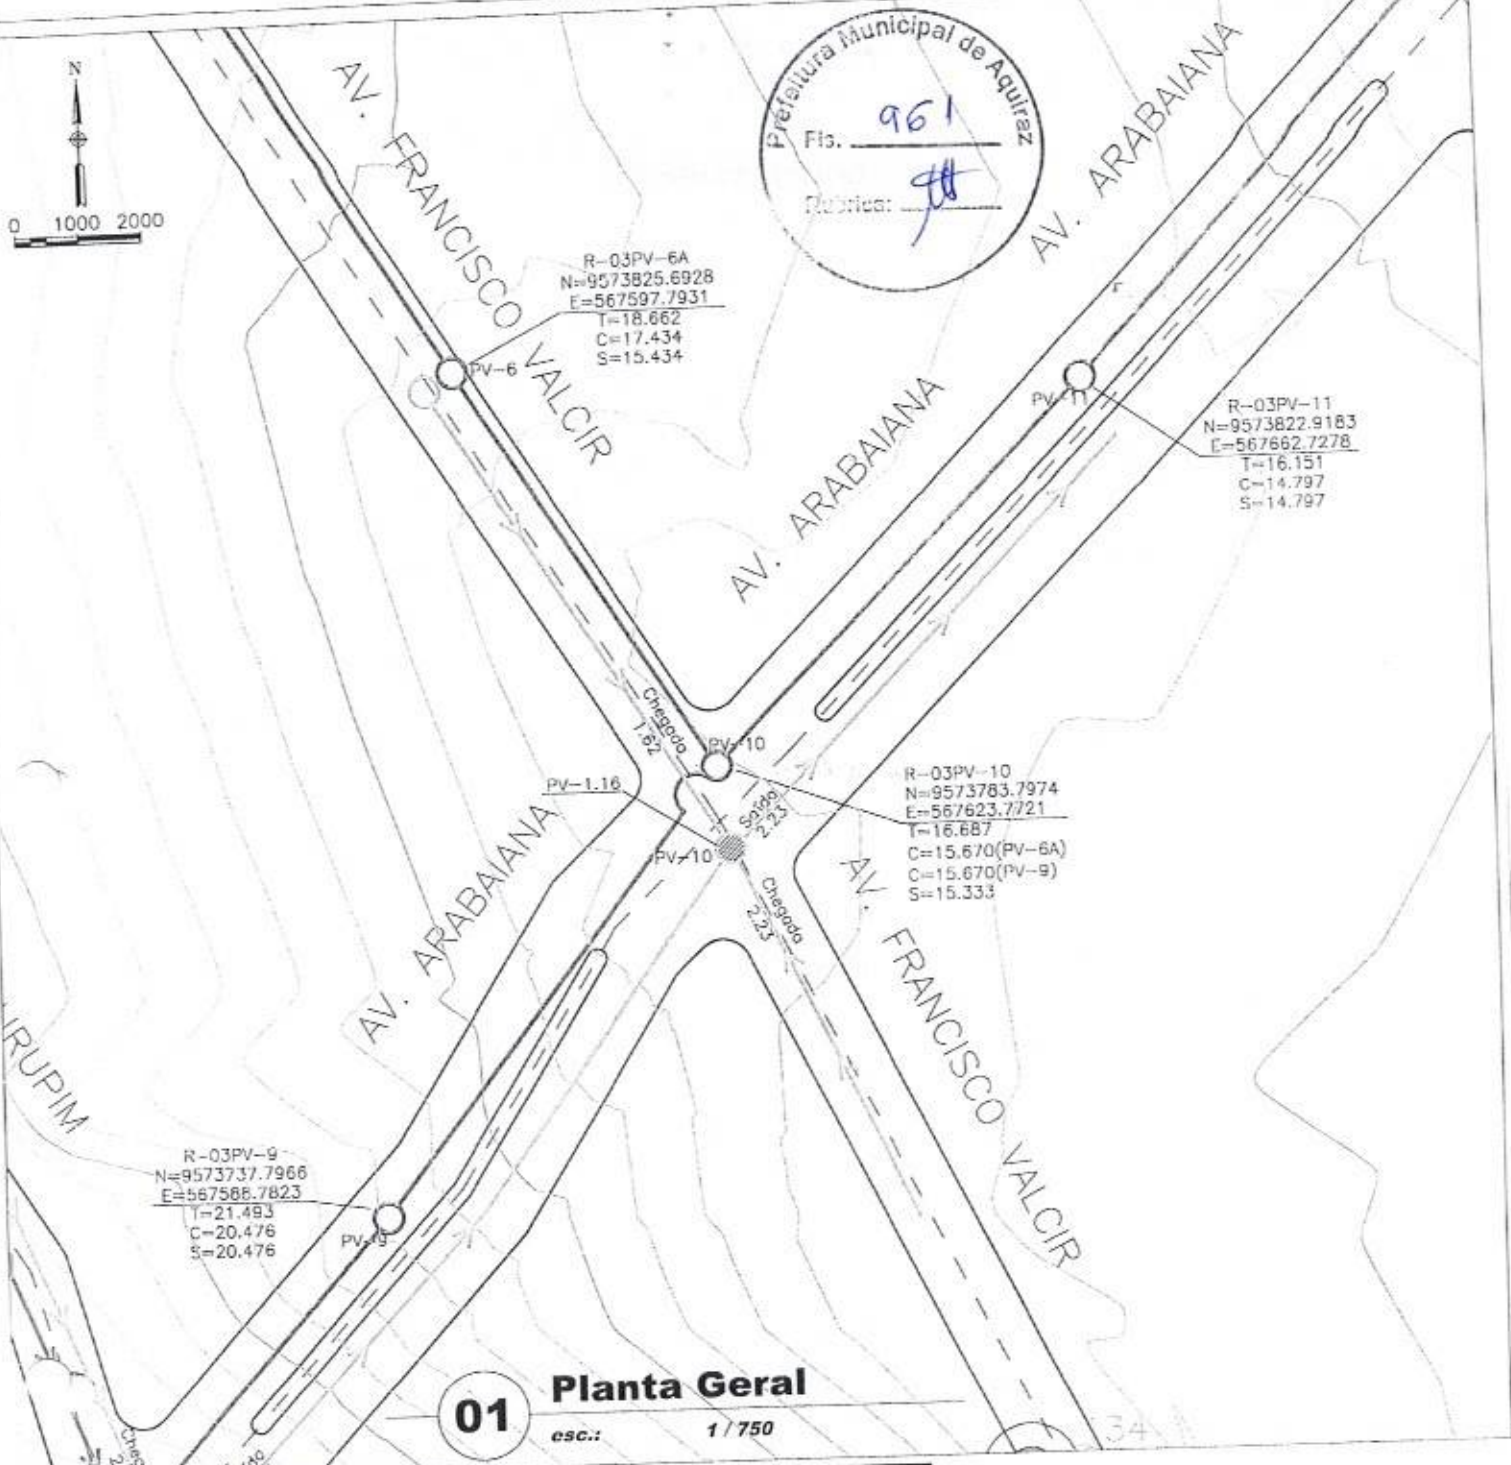 N
0 1000 2000
Prefeitura Municipal de Aquiraz
Fls. 961
Rubrica:
AV. FRANCISCO VALCIR
AV. ARABAIANA
R-03PV-6A
N=9573825.6928
E=567597.7931
T=18.662
C=17.434
S=15.434
PV-6
PV-11
R-03PV-11
N=9573822.9183
E=567662.7278
T=16.151
C=14.797
S=14.797
AV. ARABAIANA
Chegada
1.62
PV-10
PV-1.16
Saída
2.23
PV-10
R-03PV-10
N=9573783.7974
E=567623.7721
T=16.687
C=15.670(PV-6A)
C=15.670(PV-9)
S=15.333
Chegada
2.23
AV. ARABAIANA
AV. FRANCISCO VALCIR
RUPIM
R-03PV-9
N=9573737.7966
E=567588.7823
T=21.493
C=20.476
S=20.476
PV-9
01
Planta Geral
esc.: 1 / 750
34